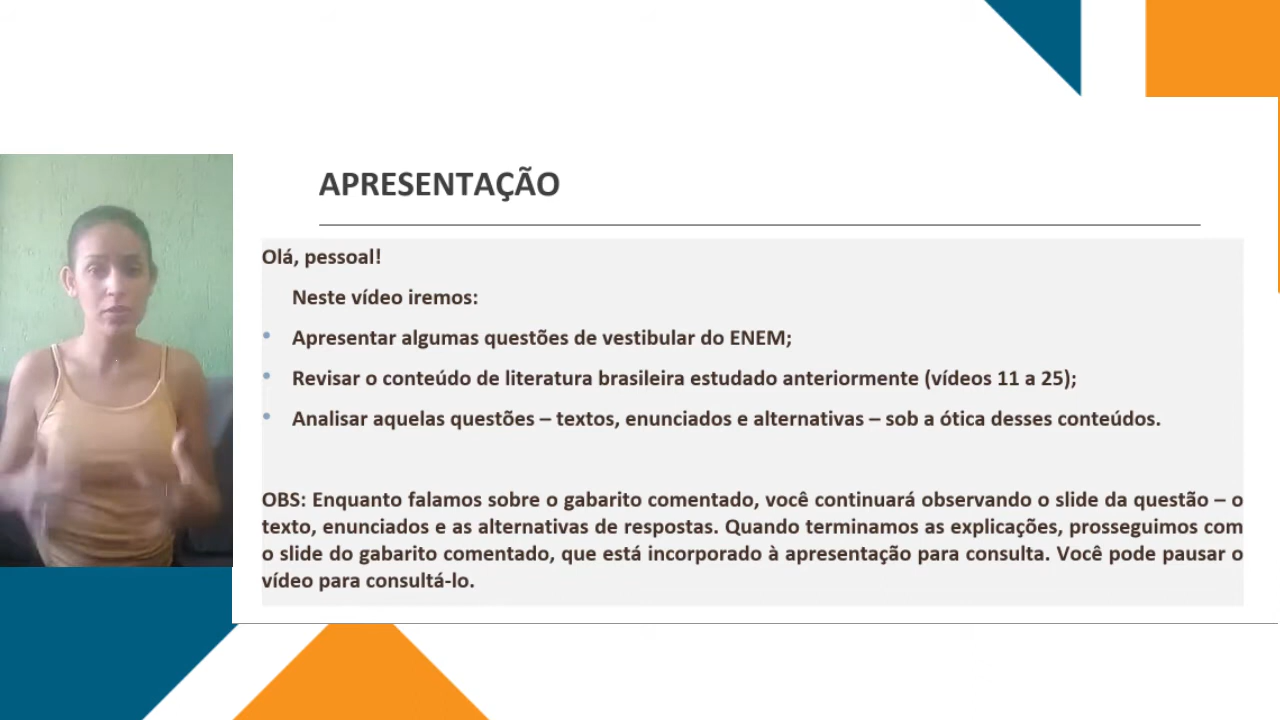 APRESENTAÇÃO
Olá, pessoal!
Neste vídeo iremos:
• Apresentar algumas questões de vestibular do ENEM;
• Revisar o conteúdo de literatura brasileira estudado anteriormente (vídeos 11 a 25);
• Analisar aquelas questões – textos, enunciados e alternativas – sob a ótica desses conteúdos.
OBS: Enquanto falamos sobre o gabarito comentado, você continuará observando o slide da questão – o
texto, enunciados e as alternativas de respostas. Quando terminamos as explicações, prosseguimos com
o slide do gabarito comentado, que está incorporado à apresentação para consulta. Você pode pausar o
vídeo para consultá-lo.